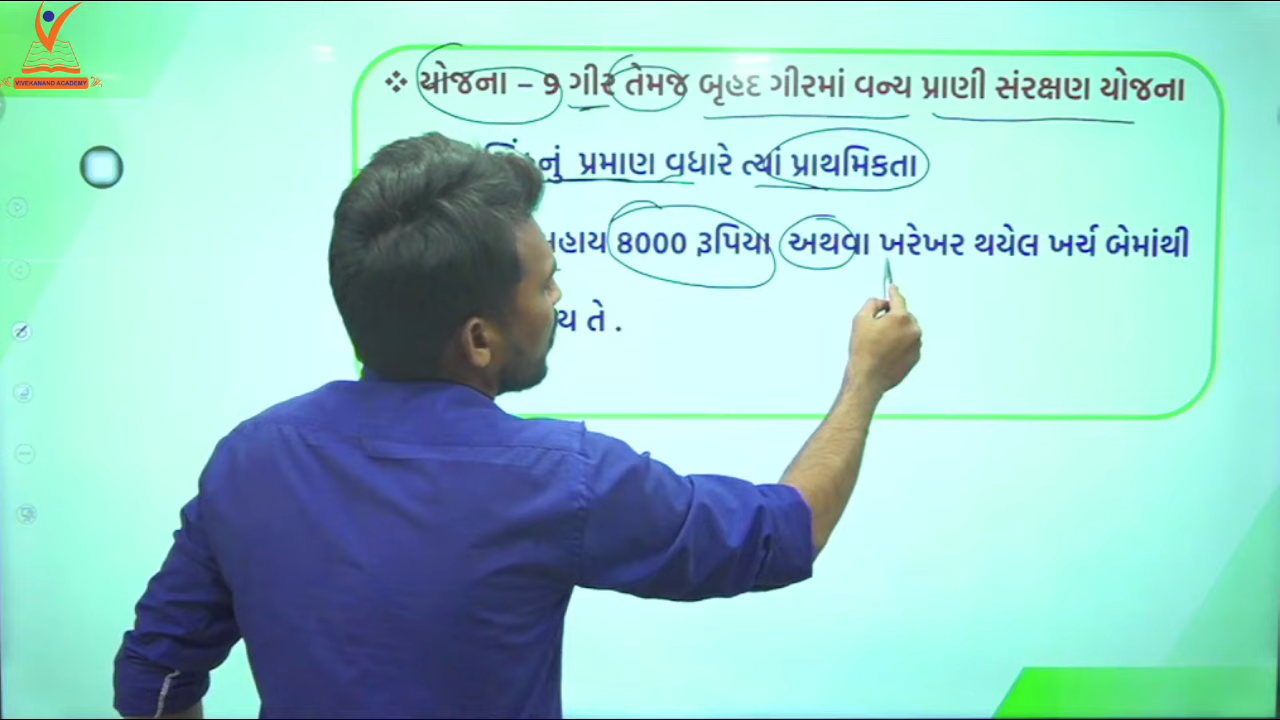 VIVEKANAND ACADEMY
❖ યોજના – 9 ગીર તેમજ બૃહદ ગીરમાં વન્ય પ્રાણી સંરક્ષણ યોજના
પ્રમાણ વધારે ત્યાં પ્રાથમિકતા
8000 રૂપિયા અથવા ખરેખર થયેલ ખર્ચ બેમાંથી
તે .